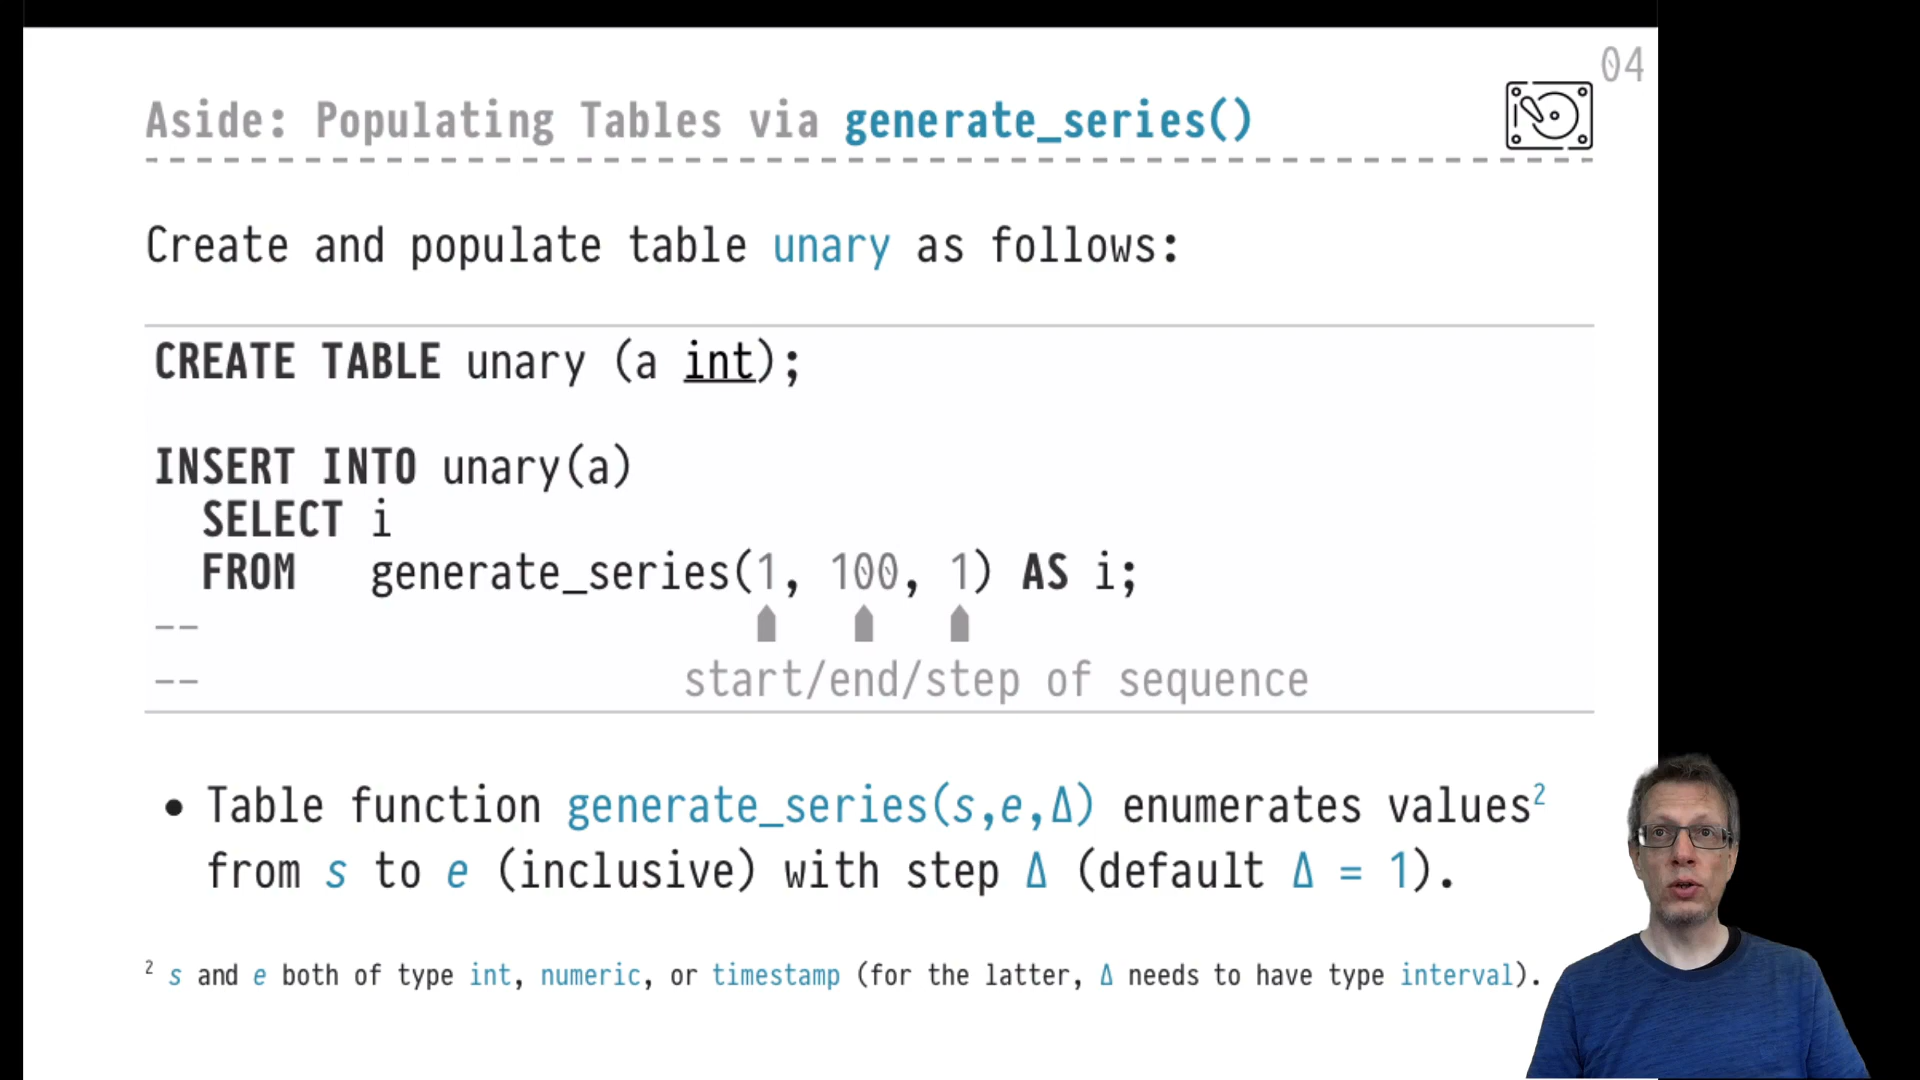 04
Aside: Populating Tables via generate_series()
Create and populate table unary as follows:
CREATE TABLE unary (a int);
INSERT INTO unary(a)
SELECT i
FROM generate_series(1, 100, 1) AS i;
--
-- start/end/step of sequence
• Table function generate_series(s,e,Δ) enumerates values²
from s to e (inclusive) with step Δ (default Δ = 1).
² s and e both of type int, numeric, or timestamp (for the latter, Δ needs to have type interval).